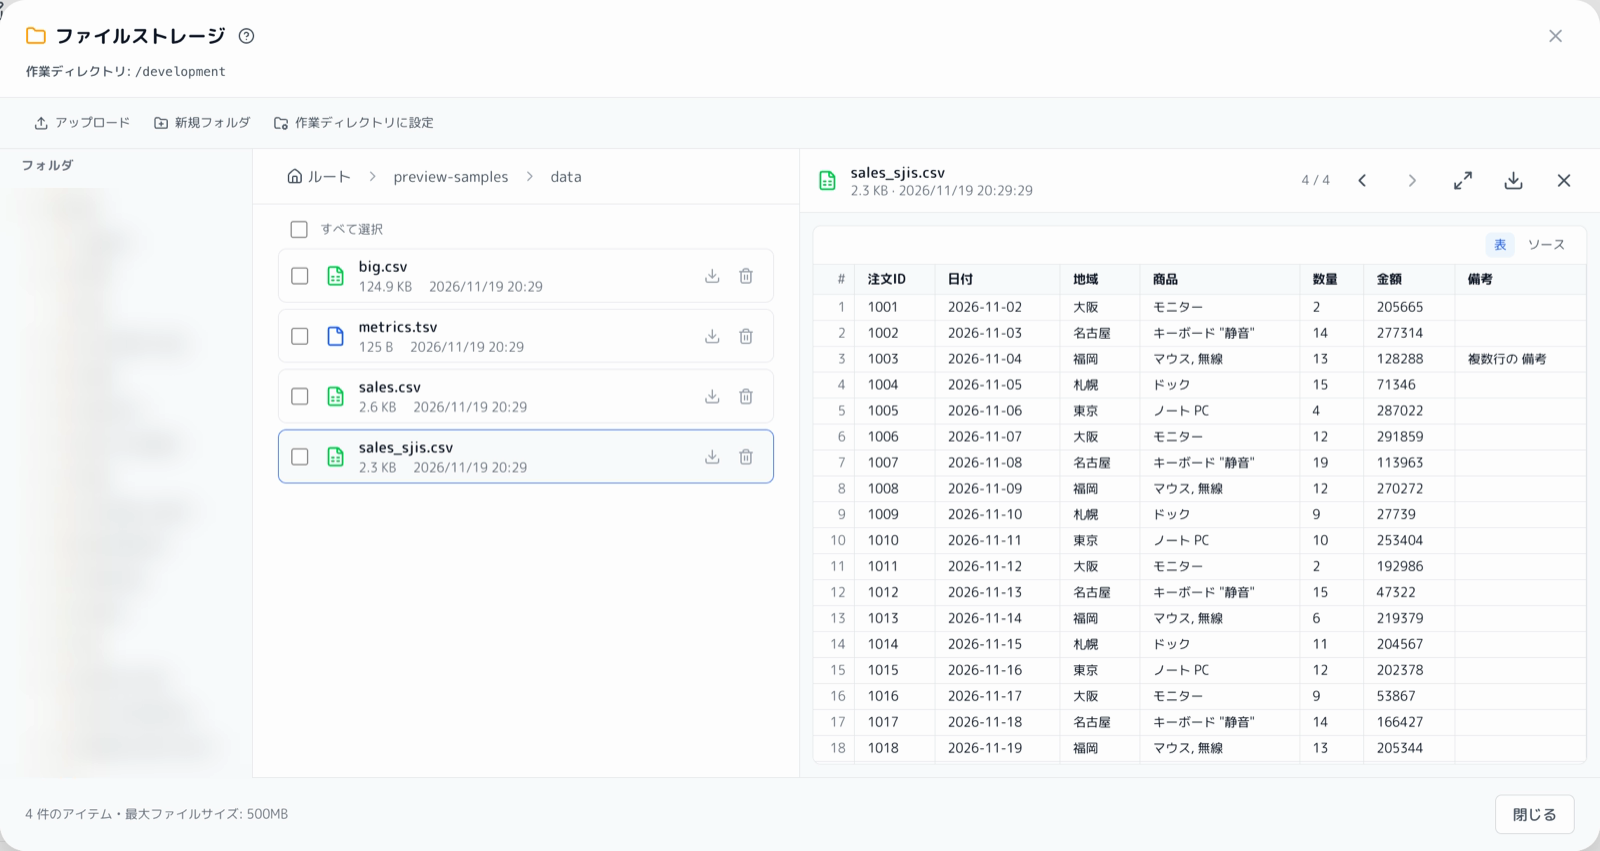 ファイルストレージ
作業ディレクトリ: /development
アップロード 新規フォルダ 作業ディレクトリに設定
フォルダ
ルート > preview-samples > data
すべて選択
big.csv
124.9 KB 2026/11/19 20:29
metrics.tsv
125 B 2026/11/19 20:29
sales.csv
2.6 KB 2026/11/19 20:29
sales_sjis.csv
2.3 KB 2026/11/19 20:29
sales_sjis.csv
2.3 KB · 2026/11/19 20:29:29
4 / 4
表 ソース
# 注文ID 日付 地域 商品 数量 金額 備考
1 1001 2026-11-02 大阪 モニター 2 205665
2 1002 2026-11-03 名古屋 キーボード "静音" 14 277314
3 1003 2026-11-04 福岡 マウス, 無線 13 128288 複数行の 備考
4 1004 2026-11-05 札幌 ドック 15 71346
5 1005 2026-11-06 東京 ノート PC 4 287022
6 1006 2026-11-07 大阪 モニター 12 291859
7 1007 2026-11-08 名古屋 キーボード "静音" 19 113963
8 1008 2026-11-09 福岡 マウス, 無線 12 270272
9 1009 2026-11-10 札幌 ドック 9 27739
10 1010 2026-11-11 東京 ノート PC 10 253404
11 1011 2026-11-12 大阪 モニター 2 192986
12 1012 2026-11-13 名古屋 キーボード "静音" 15 47322
13 1013 2026-11-14 福岡 マウス, 無線 6 219379
14 1014 2026-11-15 札幌 ドック 11 204567
15 1015 2026-11-16 東京 ノート PC 12 202378
16 1016 2026-11-17 大阪 モニター 9 53867
17 1017 2026-11-18 名古屋 キーボード "静音" 14 166427
18 1018 2026-11-19 福岡 マウス, 無線 13 205344
4 件のアイテム・最大ファイルサイズ: 500MB
閉じる